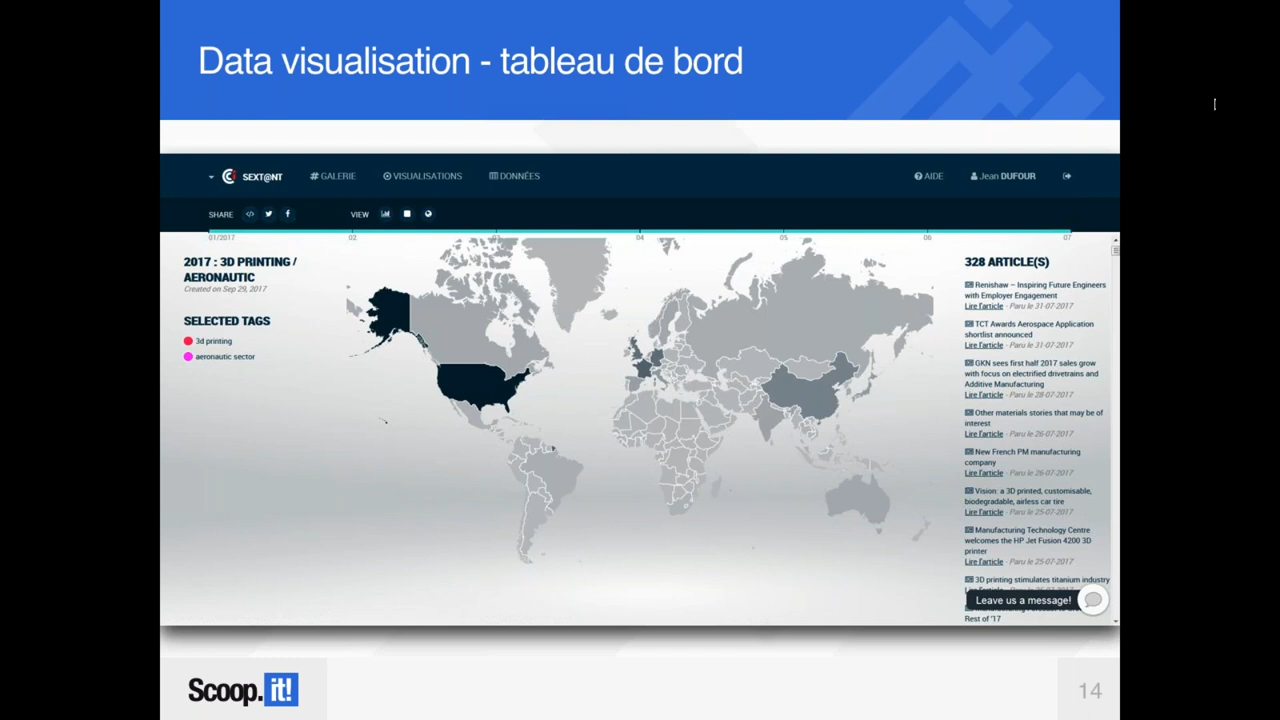 Data visualisation - tableau de bord
SEXT@NT
GALERIE
VISUALISATIONS
DONNÉES
AIDE
Jean DUFOUR
SHARE
VIEW
01/2017
02
03
04
05
06
07
2017 : 3D PRINTING /
AERONAUTIC
Created on Sep 29, 2017
SELECTED TAGS
3d printing
aeronautic sector
328 ARTICLE(S)
Renishaw – Inspiring Future Engineers
with Employer Engagement
Lire l'article - Paru le 31-07-2017
TCT Awards Aerospace Application
shortlist announced
Lire l'article - Paru le 31-07-2017
GKN sees first half 2017 sales grow
with focus on electrified drivetrains and
Additive Manufacturing
Lire l'article - Paru le 28-07-2017
Other materials stories that may be of
interest
Lire l'article - Paru le 26-07-2017
New French PM manufacturing
company
Lire l'article - Paru le 26-07-2017
Vision: a 3D printed, customisable,
biodegradable, airless car tire
Lire l'article - Paru le 25-07-2017
Manufacturing Technology Centre
welcomes the HP Jet Fusion 4200 3D
printer
Lire l'article - Paru le 25-07-2017
3D printing stimulates titanium industry
Leave us a message!
Rest of '17
Scoop.it!
14